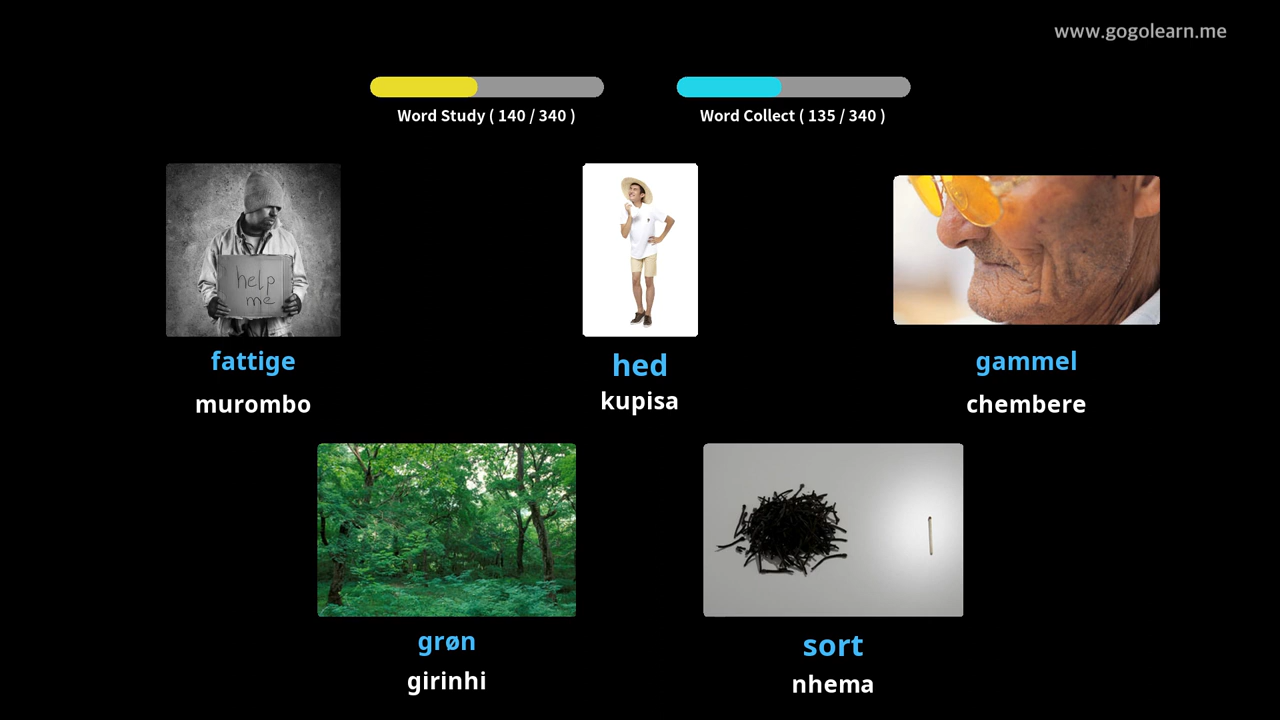 www.gogolearn.me
Word Study ( 140 / 340 )
Word Collect ( 135 / 340 )
help
me
fattige
murombo
hed
kupisa
gammel
chembere
grøn
girinhi
sort
nhema